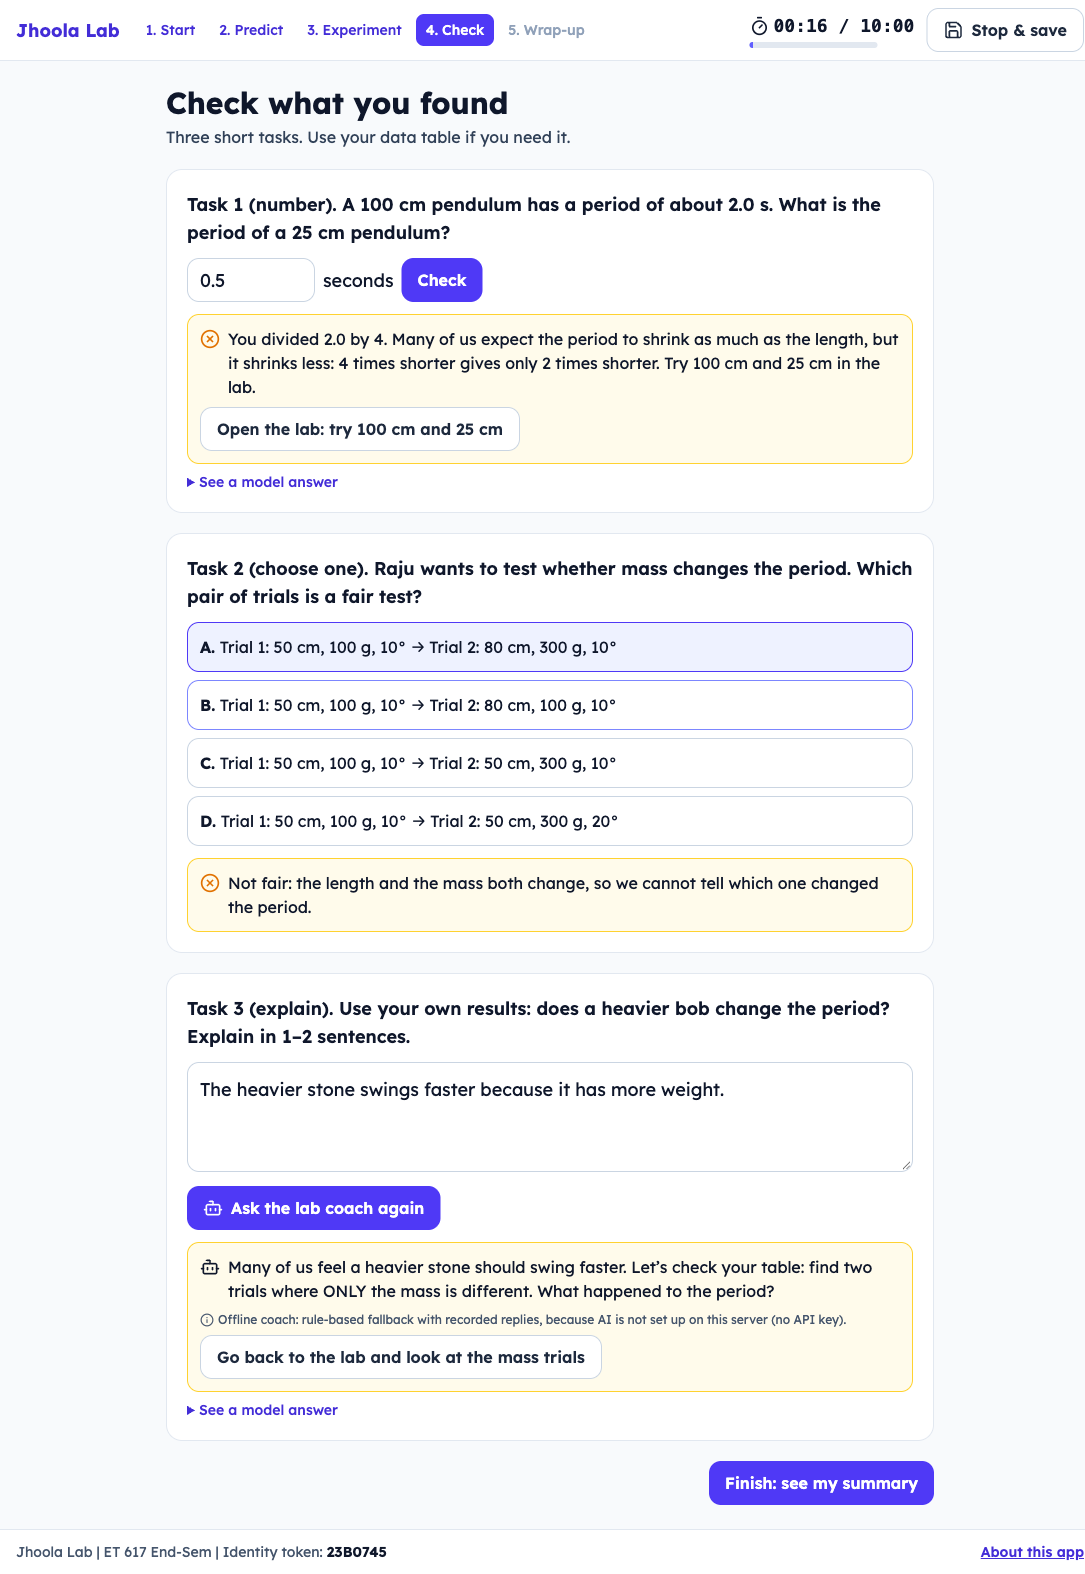 Jhoola Lab 1. Start 2. Predict 3. Experiment 4. Check 5. Wrap-up 00:16 / 10:00 Stop & save
Check what you found
Three short tasks. Use your data table if you need it.
Task 1 (number). A 100 cm pendulum has a period of about 2.0 s. What is the
period of a 25 cm pendulum?
0.5 seconds Check
You divided 2.0 by 4. Many of us expect the period to shrink as much as the length, but
it shrinks less: 4 times shorter gives only 2 times shorter. Try 100 cm and 25 cm in the
lab.
Open the lab: try 100 cm and 25 cm
See a model answer
Task 2 (choose one). Raju wants to test whether mass changes the period. Which
pair of trials is a fair test?
A. Trial 1: 50 cm, 100 g, 10° → Trial 2: 80 cm, 300 g, 10°
B. Trial 1: 50 cm, 100 g, 10° → Trial 2: 80 cm, 100 g, 10°
C. Trial 1: 50 cm, 100 g, 10° → Trial 2: 50 cm, 300 g, 10°
D. Trial 1: 50 cm, 100 g, 10° → Trial 2: 50 cm, 300 g, 20°
Not fair: the length and the mass both change, so we cannot tell which one changed
the period.
Task 3 (explain). Use your own results: does a heavier bob change the period?
Explain in 1–2 sentences.
The heavier stone swings faster because it has more weight.
Ask the lab coach again
Many of us feel a heavier stone should swing faster. Let’s check your table: find two
trials where ONLY the mass is different. What happened to the period?
Offline coach: rule-based fallback with recorded replies, because AI is not set up on this server (no API key).
Go back to the lab and look at the mass trials
See a model answer
Finish: see my summary
Jhoola Lab | ET 617 End-Sem | Identity token: 23B0745 About this app